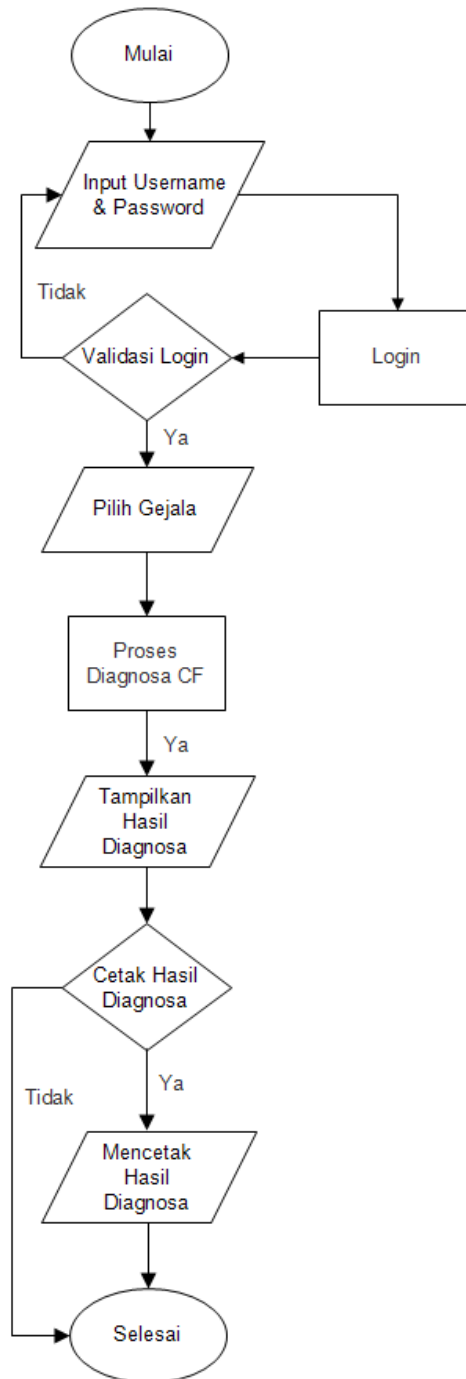 Mulai
Input Username
& Password
Tidak
Validasi Login
Login
Ya
Pilih Gejala
Proses
Diagnosa CF
Ya
Tampilkan
Hasil
Diagnosa
Cetak Hasil
Diagnosa
Ya
Tidak
Mencetak
Hasil
Diagnosa
Selesai